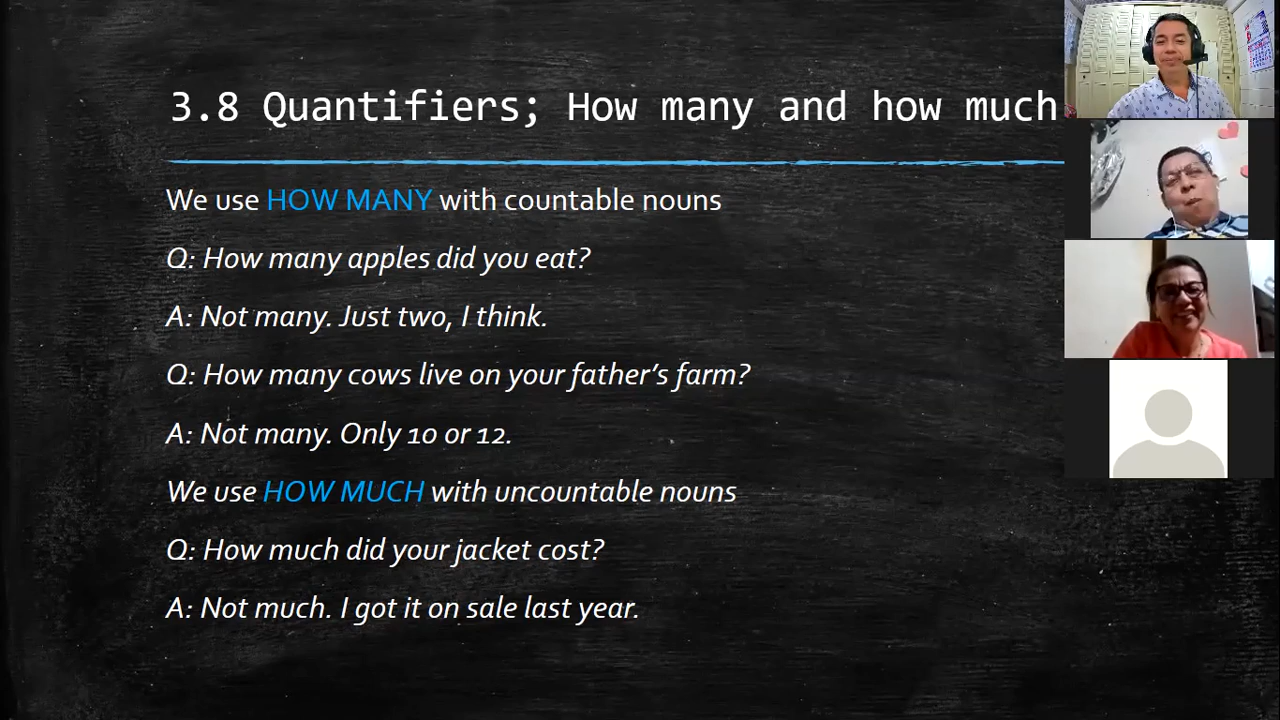 3.8 Quantifiers; How many and how much
We use HOW MANY with countable nouns
Q: How many apples did you eat?
A: Not many. Just two, I think.
Q: How many cows live on your father’s farm?
A: Not many. Only 10 or 12.
We use HOW MUCH with uncountable nouns
Q: How much did your jacket cost?
A: Not much. I got it on sale last year.